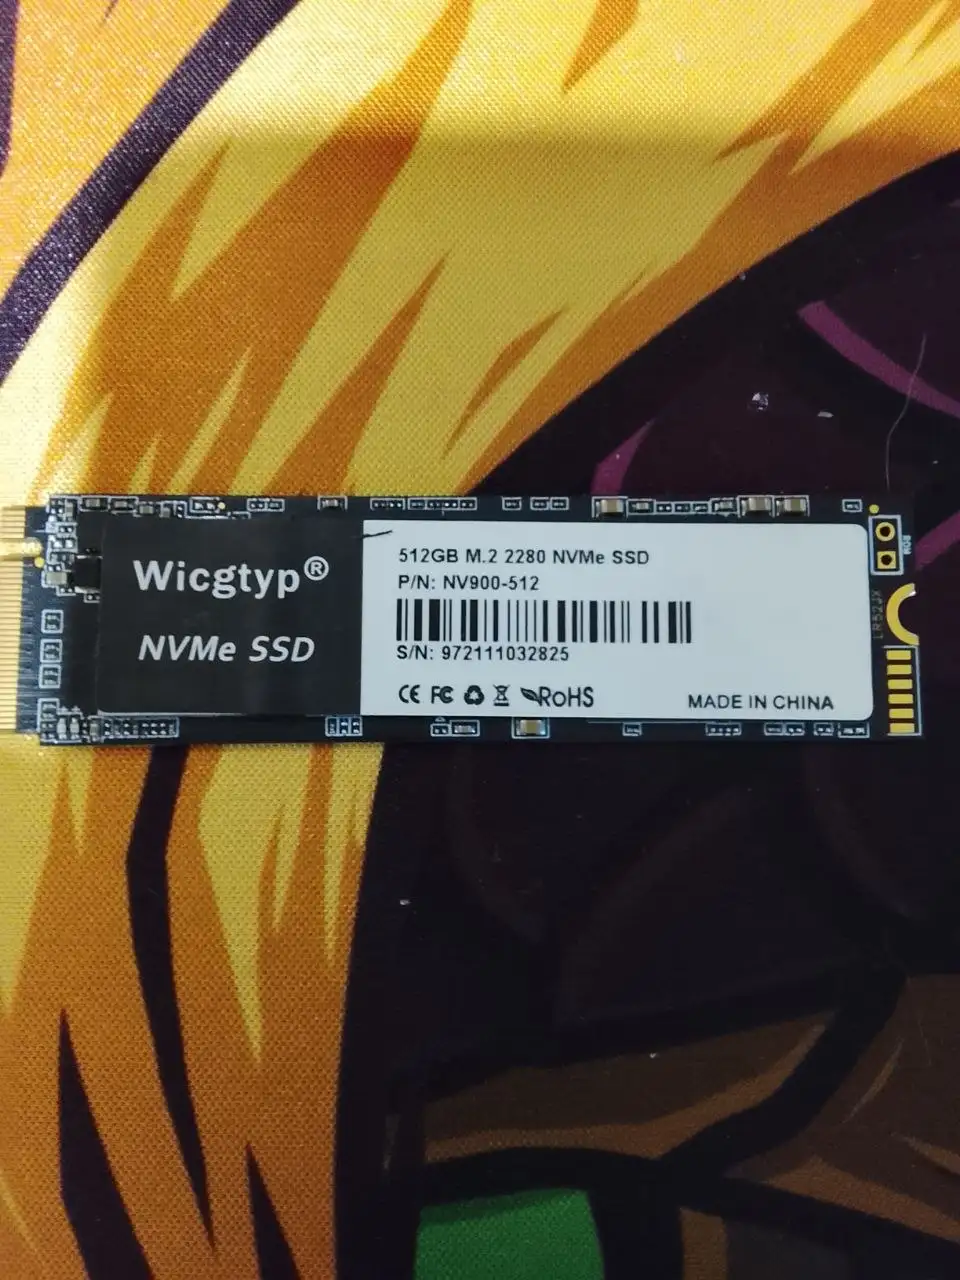 Wicgtyp®
NVMe SSD
512GB M.2 2280 NVMe SSD
P/N: NV900-512
S/N: 972111032825
CE FC RoHS
MADE IN CHINA